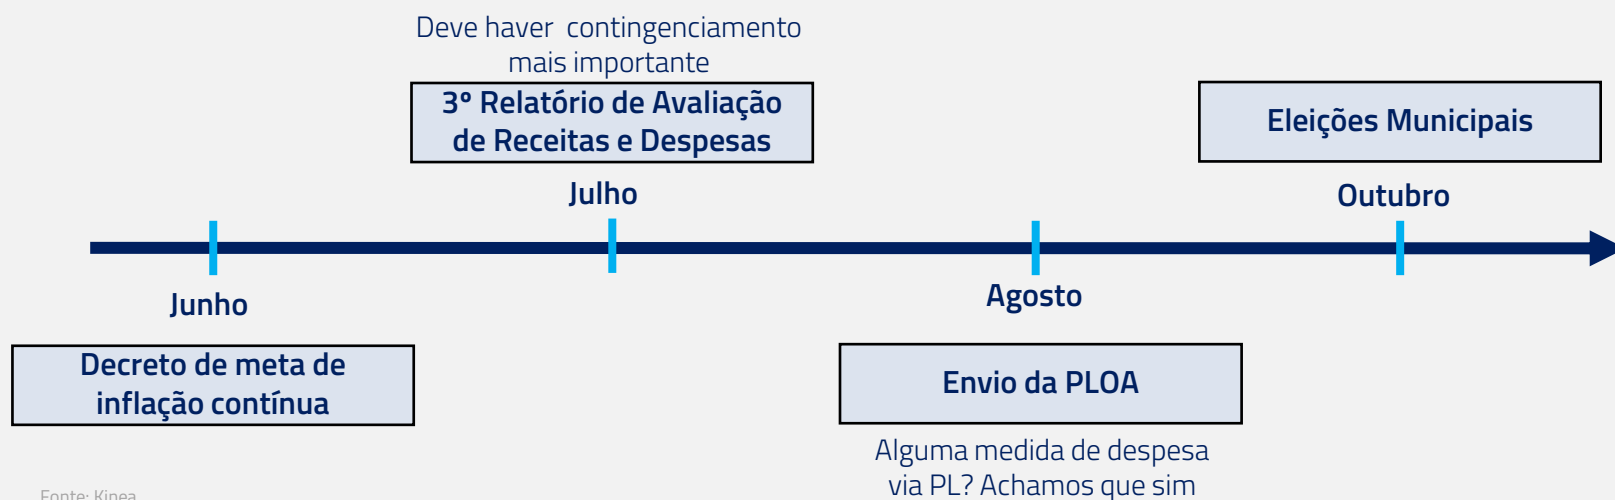 Deve haver contingenciamento
mais importante
3º Relatório de Avaliação
de Receitas e Despesas
Julho
Eleições Municipais
Outubro
Junho
Decreto de meta de
inflação contínua
Agosto
Envio da PLOA
Alguma medida de despesa
via PL? Achamos que sim
Fonte: Kinea